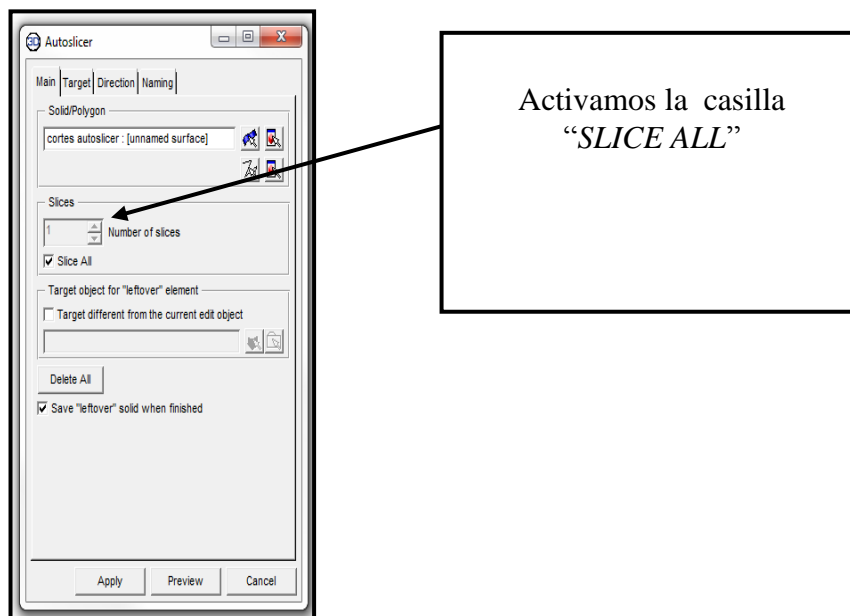 Autoslicer
Main Target Direction Naming
Solid/Polygon
cortes autoslicer : [unnamed surface]
Slices
1 Number of slices
Slice All
Target object for "leftover" element
Target different from the current edit object
Delete All
Save "leftover" solid when finished
Apply Preview Cancel
Activamos la casilla
“SLICE ALL”